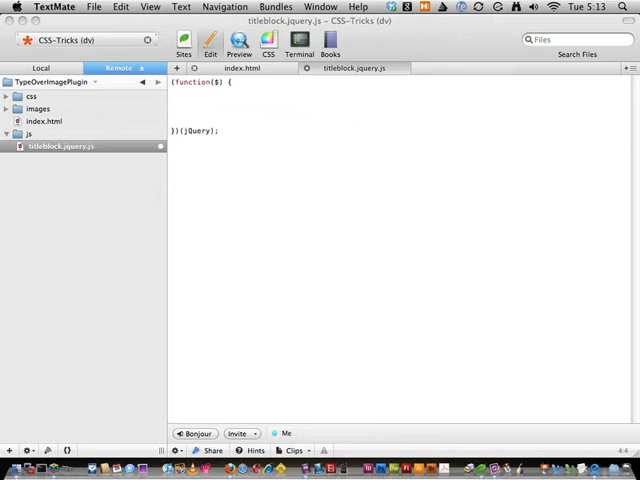 TextMate File Edit View Text Navigation Bundles Window Help Tue 5:13
titleblock.jquery.js – CSS-Tricks (dv)
CSS-Tricks (dv)
Sites Edit Preview CSS Terminal Books
Files
Search Files
Local Remote
index.html titleblock.jquery.js
TypeOverImagePlugin
css
images
index.html
js
titleblock.jquery.js
(function($) {
})(jQuery);
Bonjour Invite Me
Share Hints Clips
4:4